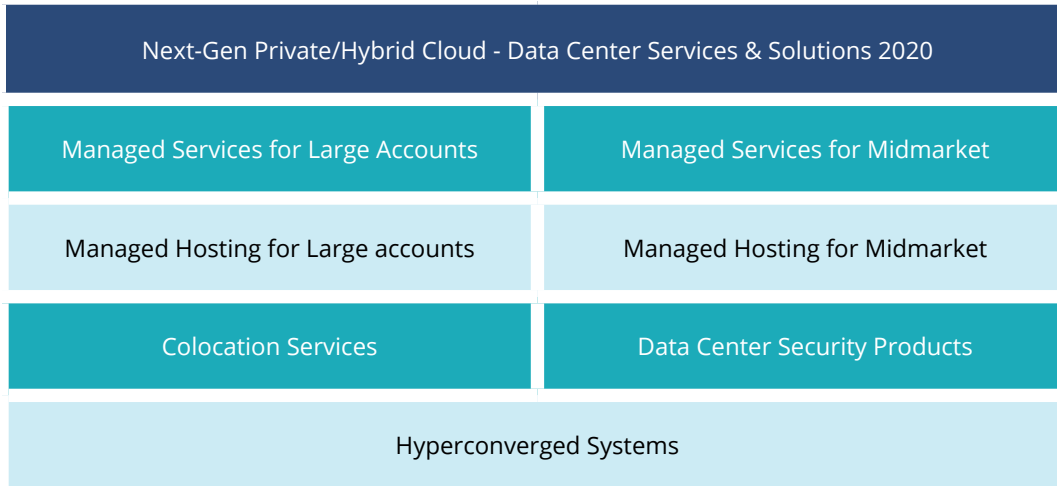 Next-Gen Private/Hybrid Cloud - Data Center Services & Solutions 2020
Managed Services for Large Accounts
Managed Services for Midmarket
Managed Hosting for Large accounts
Managed Hosting for Midmarket
Colocation Services
Data Center Security Products
Hyperconverged Systems